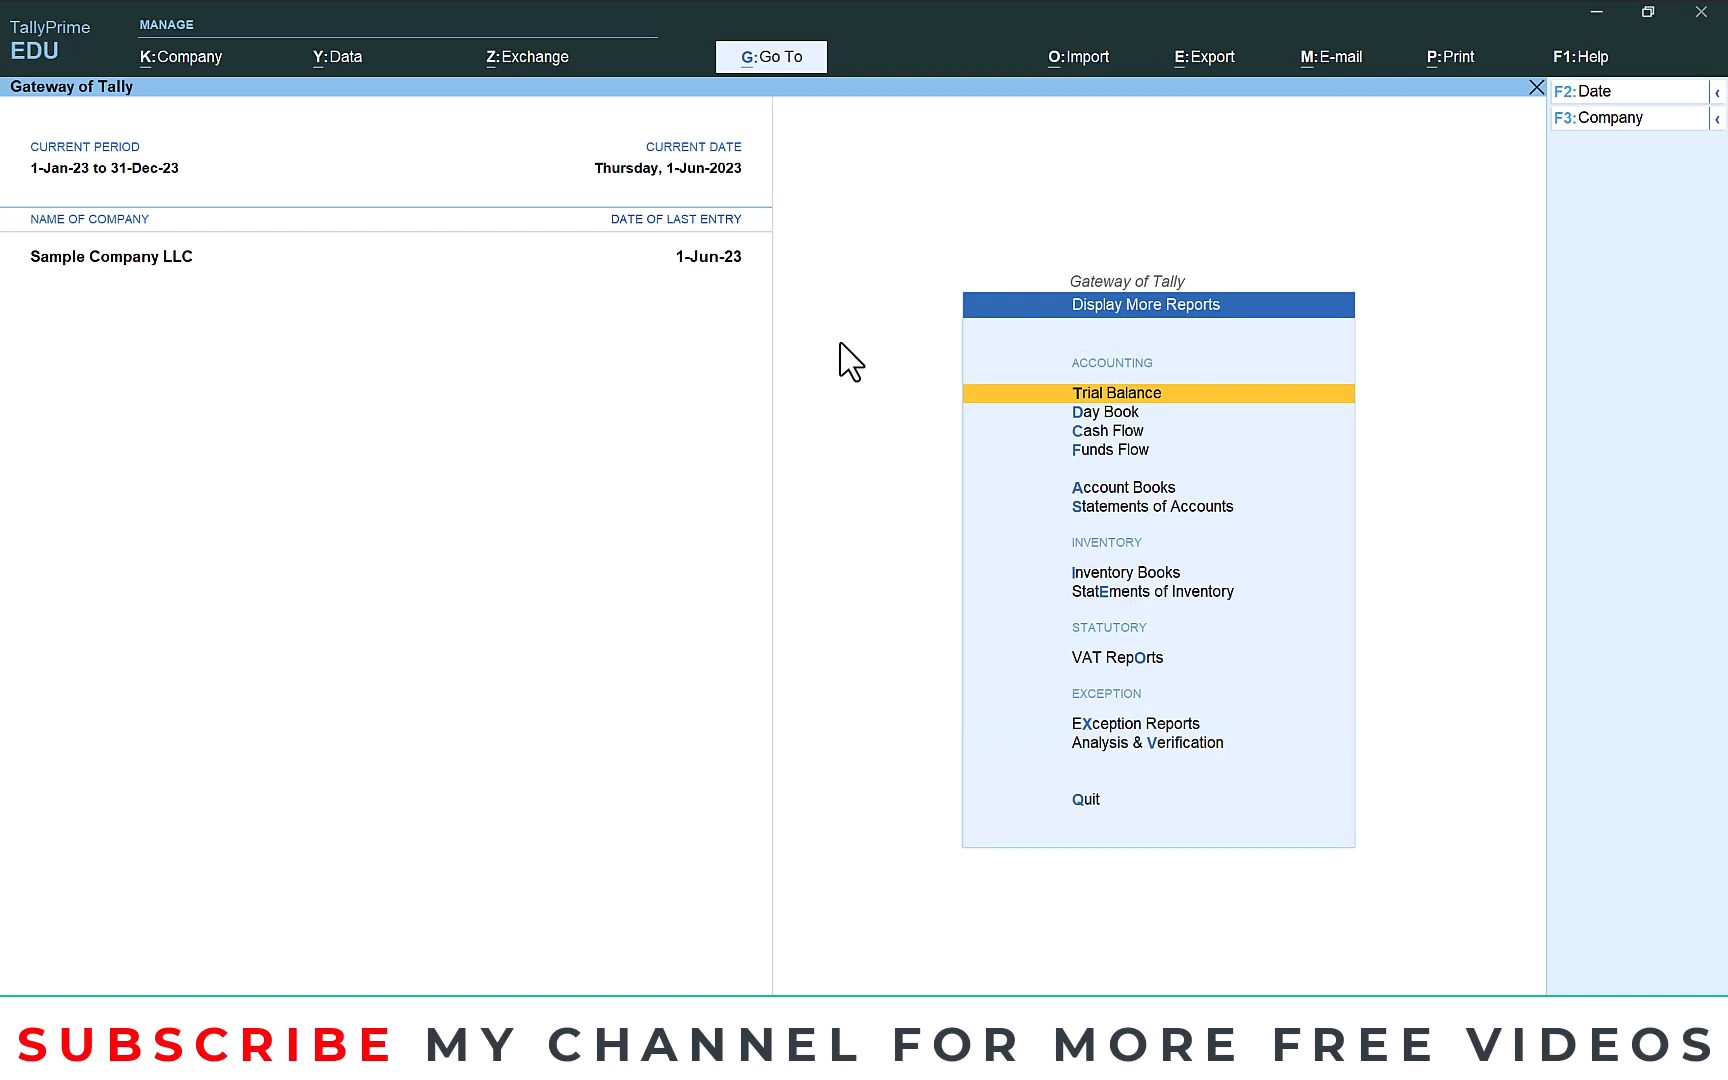 TallyPrime
EDU
MANAGE
K:Company
Y:Data
Z:Exchange
G:Go To
O:Import
E:Export
M:E-mail
P:Print
F1:Help
Gateway of Tally
F2:Date
F3:Company
CURRENT PERIOD
CURRENT DATE
1-Jan-23 to 31-Dec-23
Thursday, 1-Jun-2023
NAME OF COMPANY
DATE OF LAST ENTRY
Sample Company LLC
1-Jun-23
Gateway of Tally
Display More Reports
ACCOUNTING
Trial Balance
Day Book
Cash Flow
Funds Flow
Account Books
Statements of Accounts
INVENTORY
Inventory Books
StatEments of Inventory
STATUTORY
VAT RepOrts
EXCEPTION
EXception Reports
Analysis & Verification
Quit
SUBSCRIBE MY CHANNEL FOR MORE FREE VIDEOS